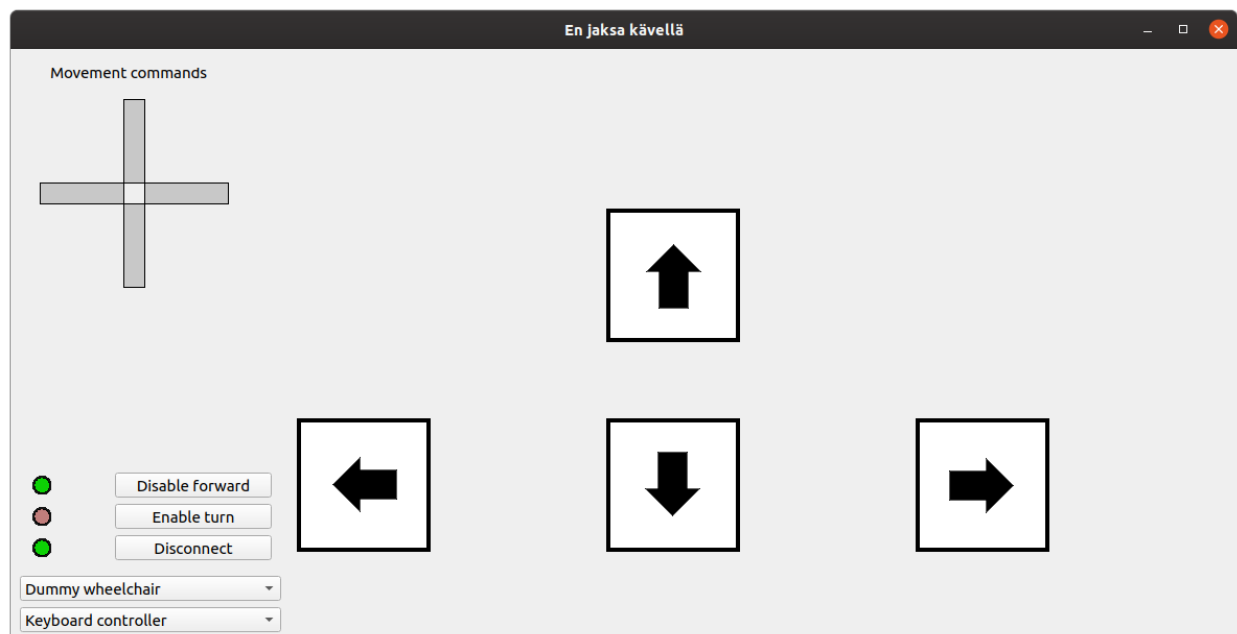 En jaksa kävellä
Movement commands
Disable forward
Enable turn
Disconnect
Dummy wheelchair
Keyboard controller